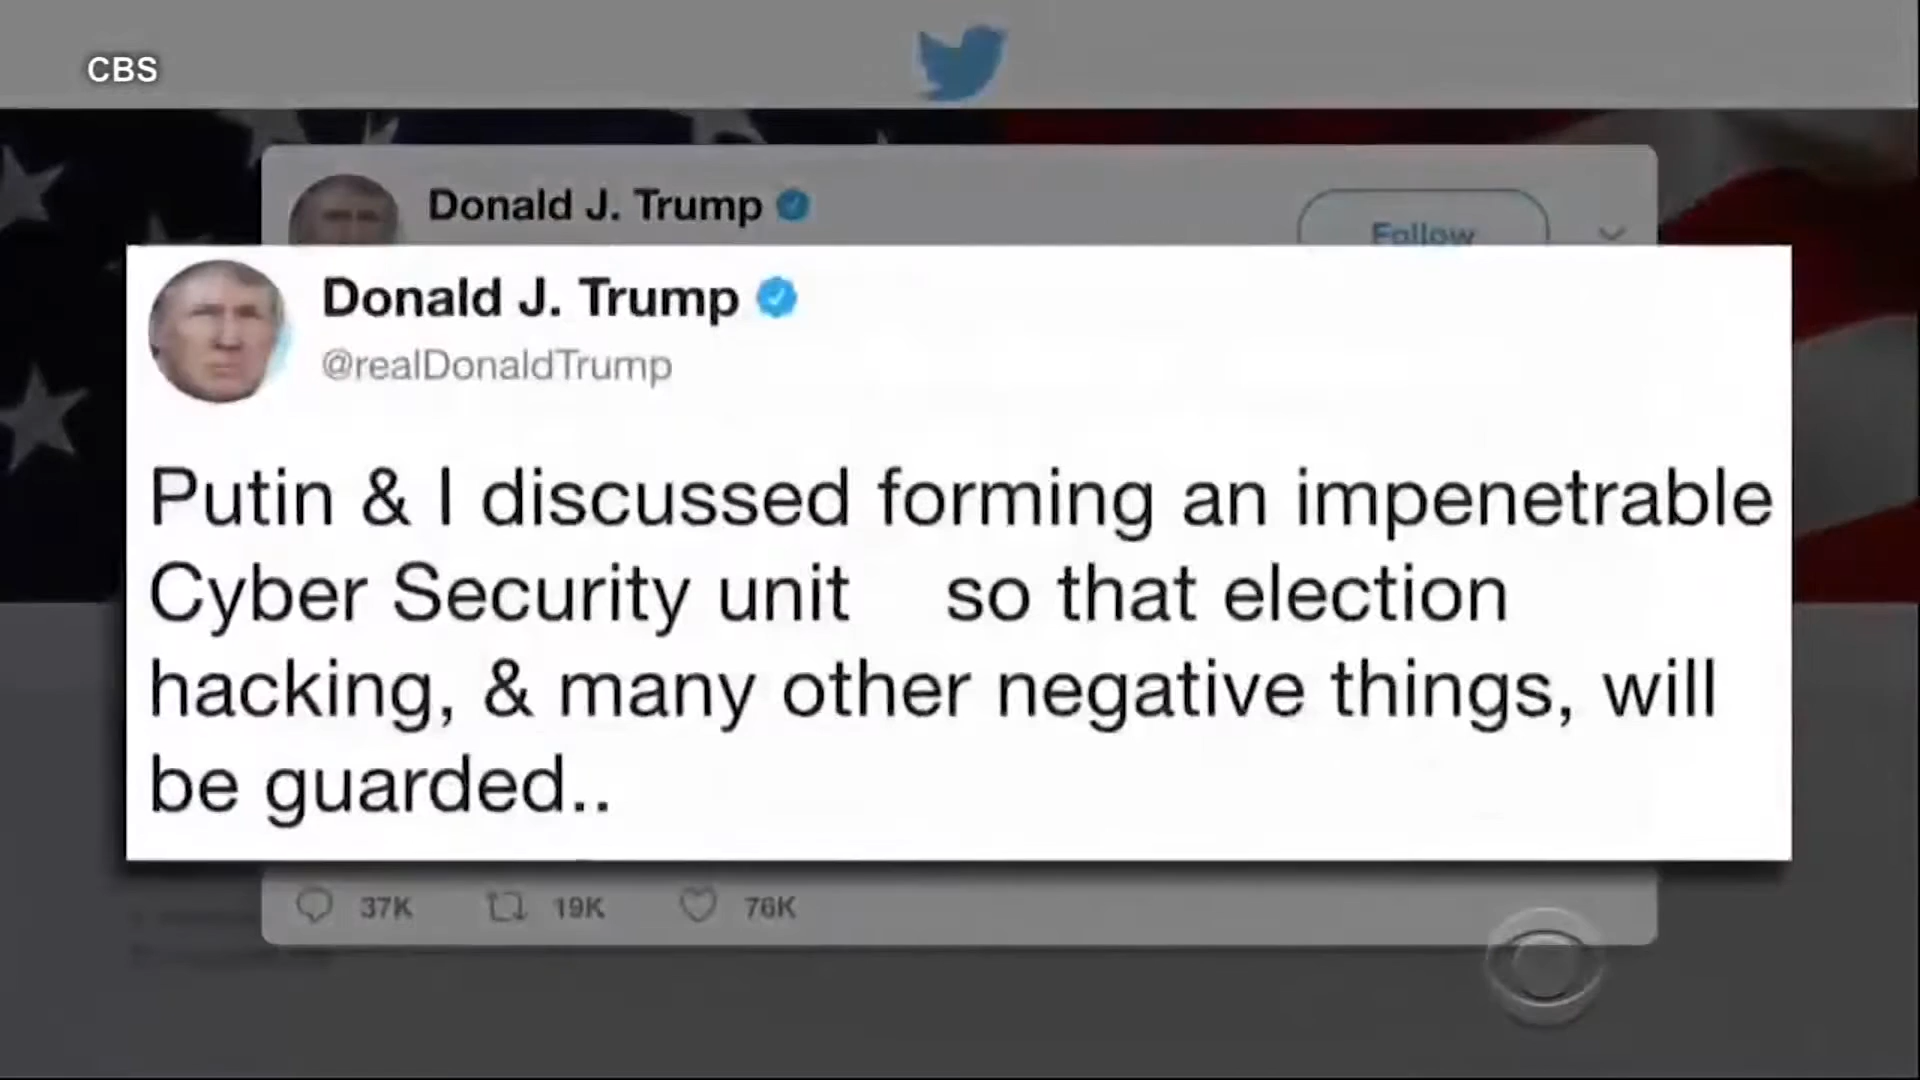 CBS
Donald J. Trump
Follow
Donald J. Trump
@realDonaldTrump
Putin & I discussed forming an impenetrable
Cyber Security unit so that election
hacking, & many other negative things, will
be guarded..
37K 19K 76K